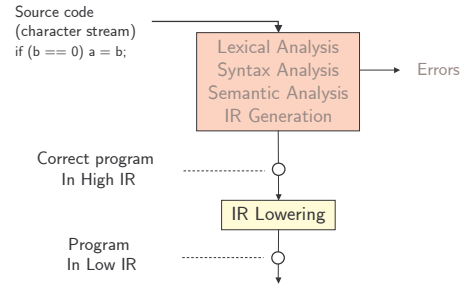 Source code
(character stream)
if (b == 0) a = b;
Lexical Analysis
Syntax Analysis
Semantic Analysis
IR Generation
Errors
Correct program
In High IR
IR Lowering
Program
In Low IR